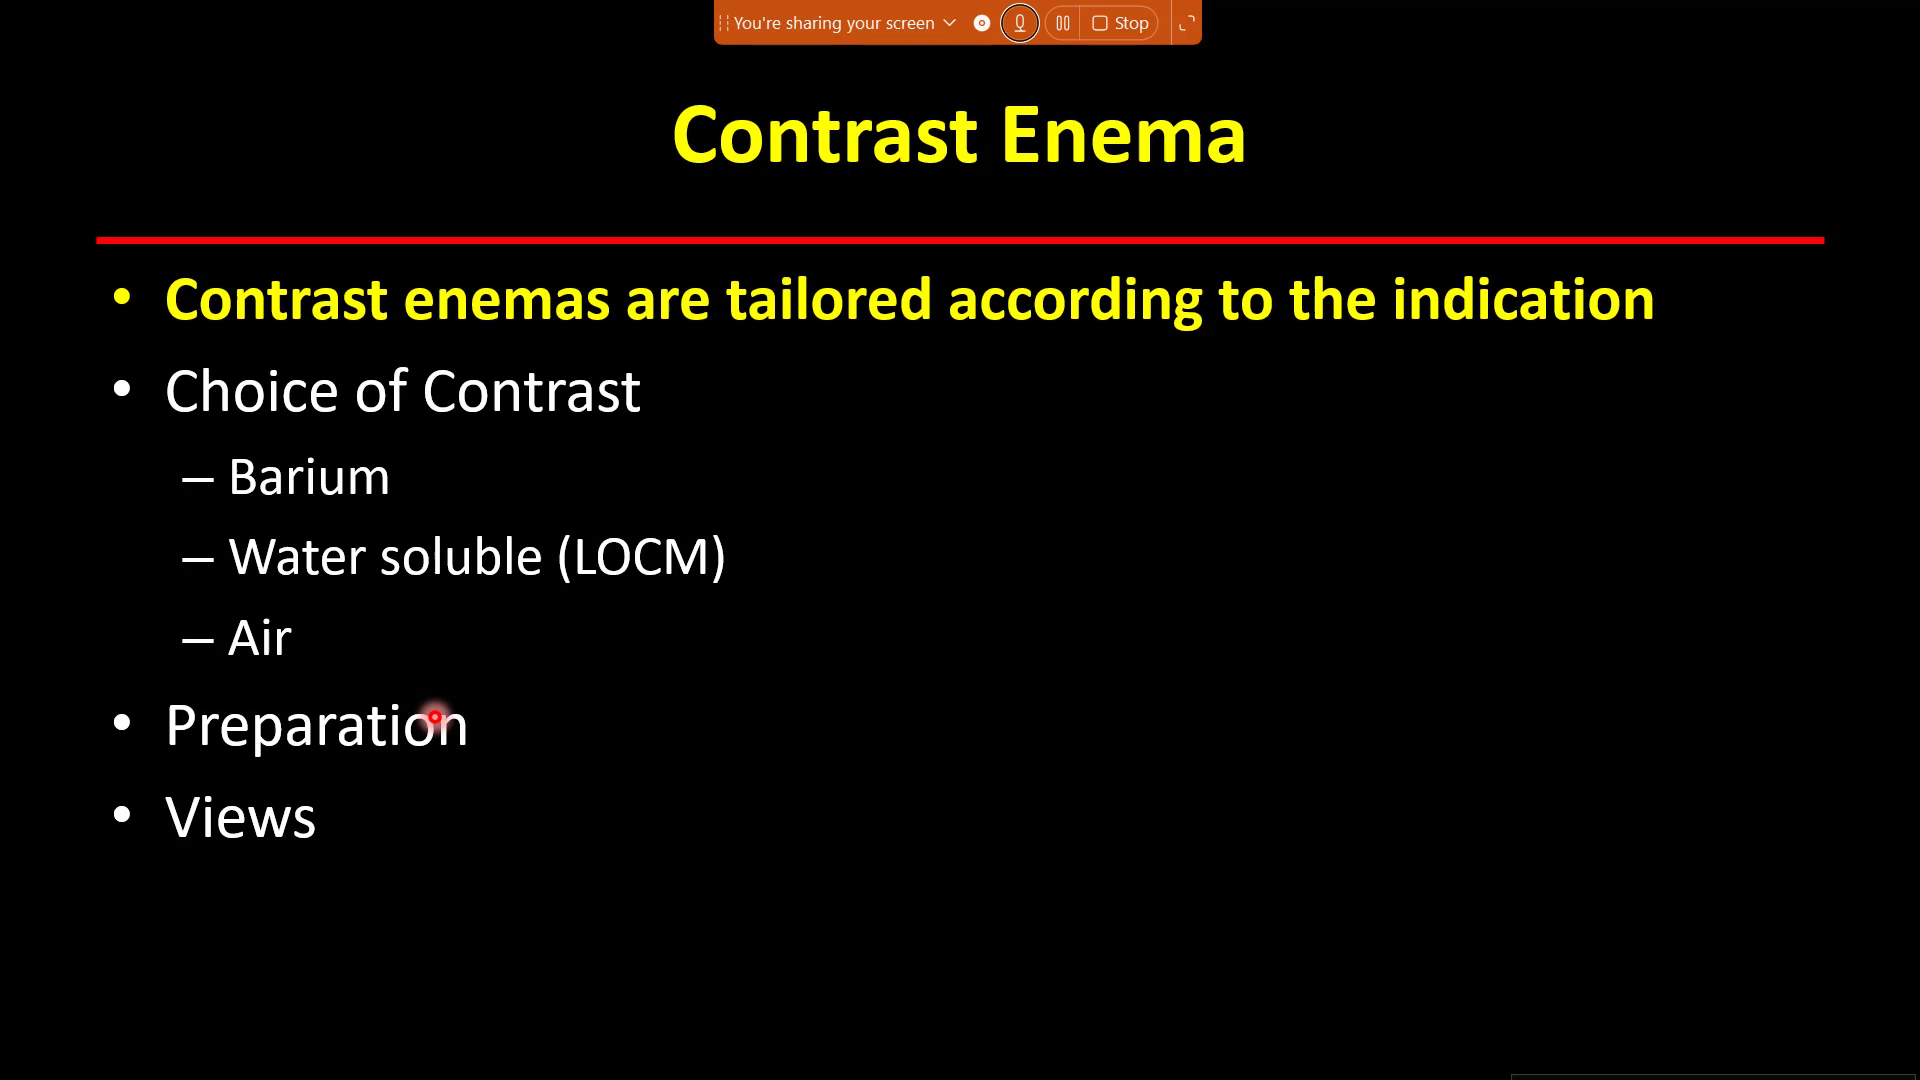 You're sharing your screen Stop
Contrast Enema
• Contrast enemas are tailored according to the indication
• Choice of Contrast
– Barium
– Water soluble (LOCM)
– Air
• Preparation
• Views